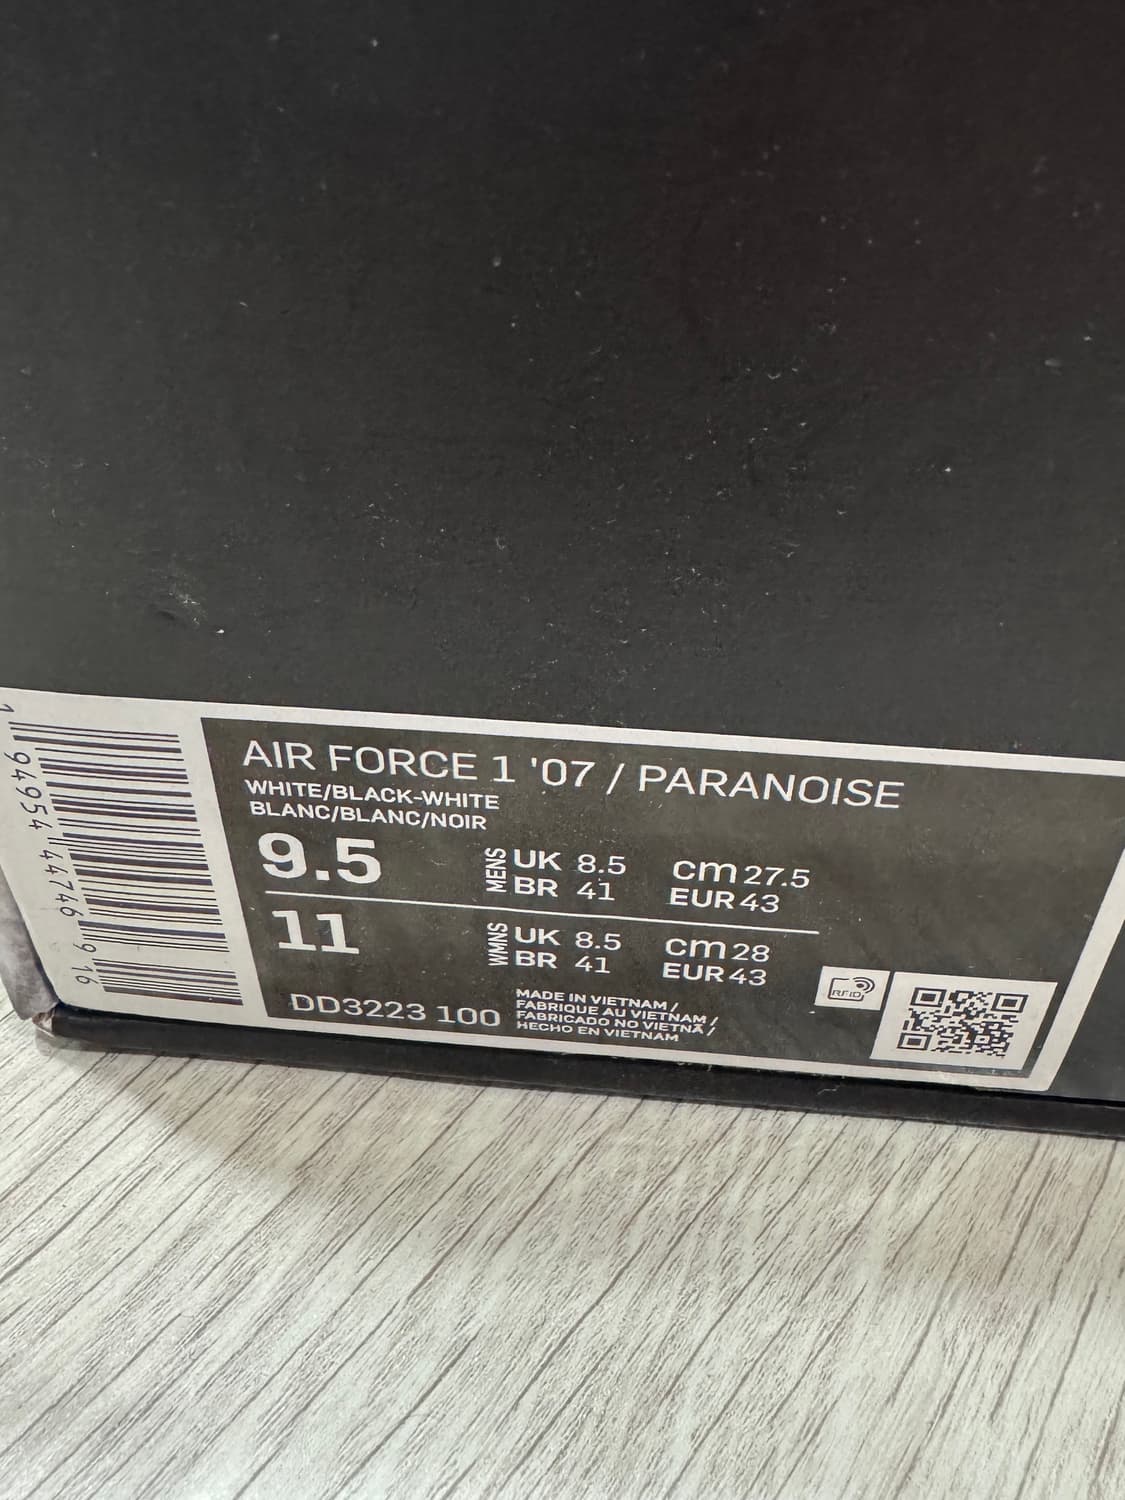 AIR FORCE 1 '07 / PARANOISE
WHITE/BLACK-WHITE
BLANC/BLANC/NOIR
9.5
MENS
UK 8.5
BR 41
cm 27.5
EUR 43
11
WMNS
UK 8.5
BR 41
cm 28
EUR 43
DD3223 100
MADE IN VIETNAM /
FABRIQUE AU VIETNAM /
FABRICADO NO VIETNÃ /
HECHO EN VIETNAM
RFID
1 94954 44746 9 16